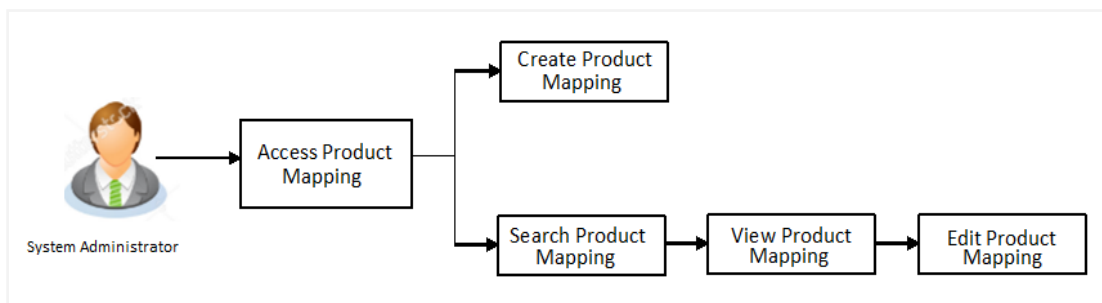 Create Product
Mapping
Access Product
Mapping
System Administrator
Search Product
Mapping
View Product
Mapping
Edit Product
Mapping